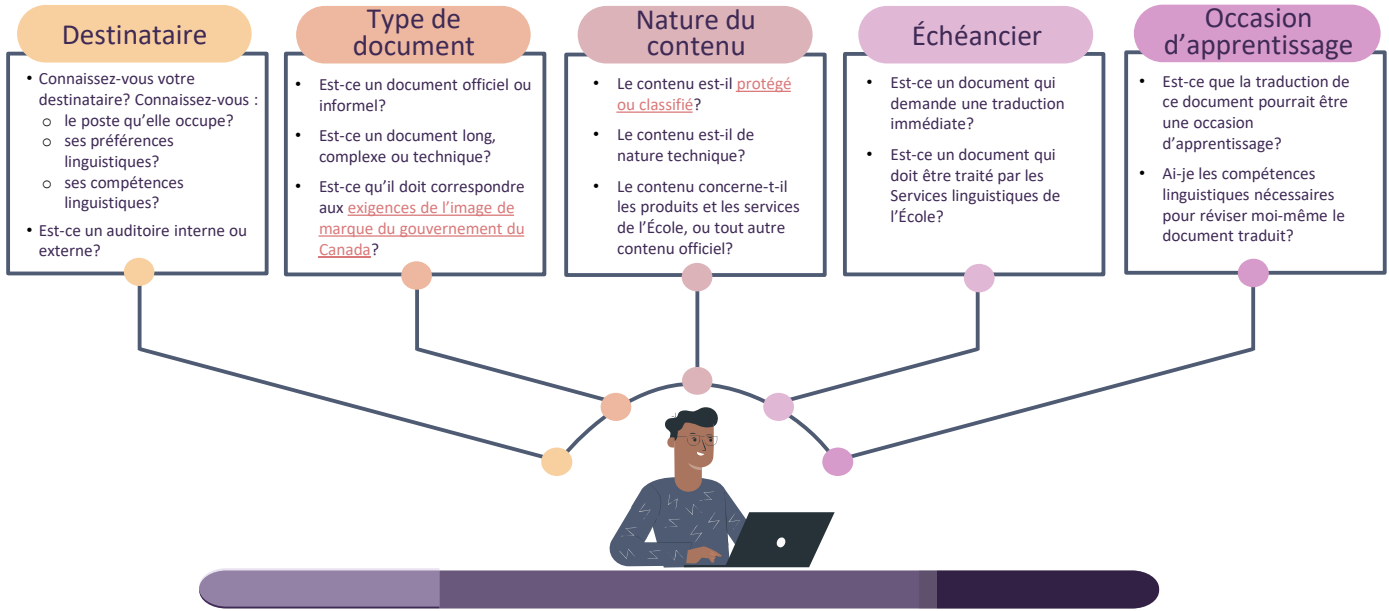 Destinataire
• Connaissez-vous votre
destinataire? Connaissez-vous :
o le poste qu’elle occupe?
o ses préférences
linguistiques?
o ses compétences
linguistiques?
• Est-ce un auditoire interne ou
externe?
Type de
document
• Est-ce un document officiel ou
informel?
• Est-ce un document long,
complexe ou technique?
• Est-ce qu’il doit correspondre
aux exigences de l’image de
marque du gouvernement du
Canada?
Nature du
contenu
• Le contenu est-il protégé
ou classifié?
• Le contenu est-il de
nature technique?
• Le contenu concerne-t-il
les produits et les services
de l’École, ou tout autre
contenu officiel?
Échéancier
• Est-ce un document qui
demande une traduction
immédiate?
• Est-ce un document qui
doit être traité par les
Services linguistiques de
l’École?
Occasion
d’apprentissage
• Est-ce que la traduction de
ce document pourrait être
une occasion
d’apprentissage?
• Ai-je les compétences
linguistiques nécessaires
pour réviser moi-même le
document traduit?